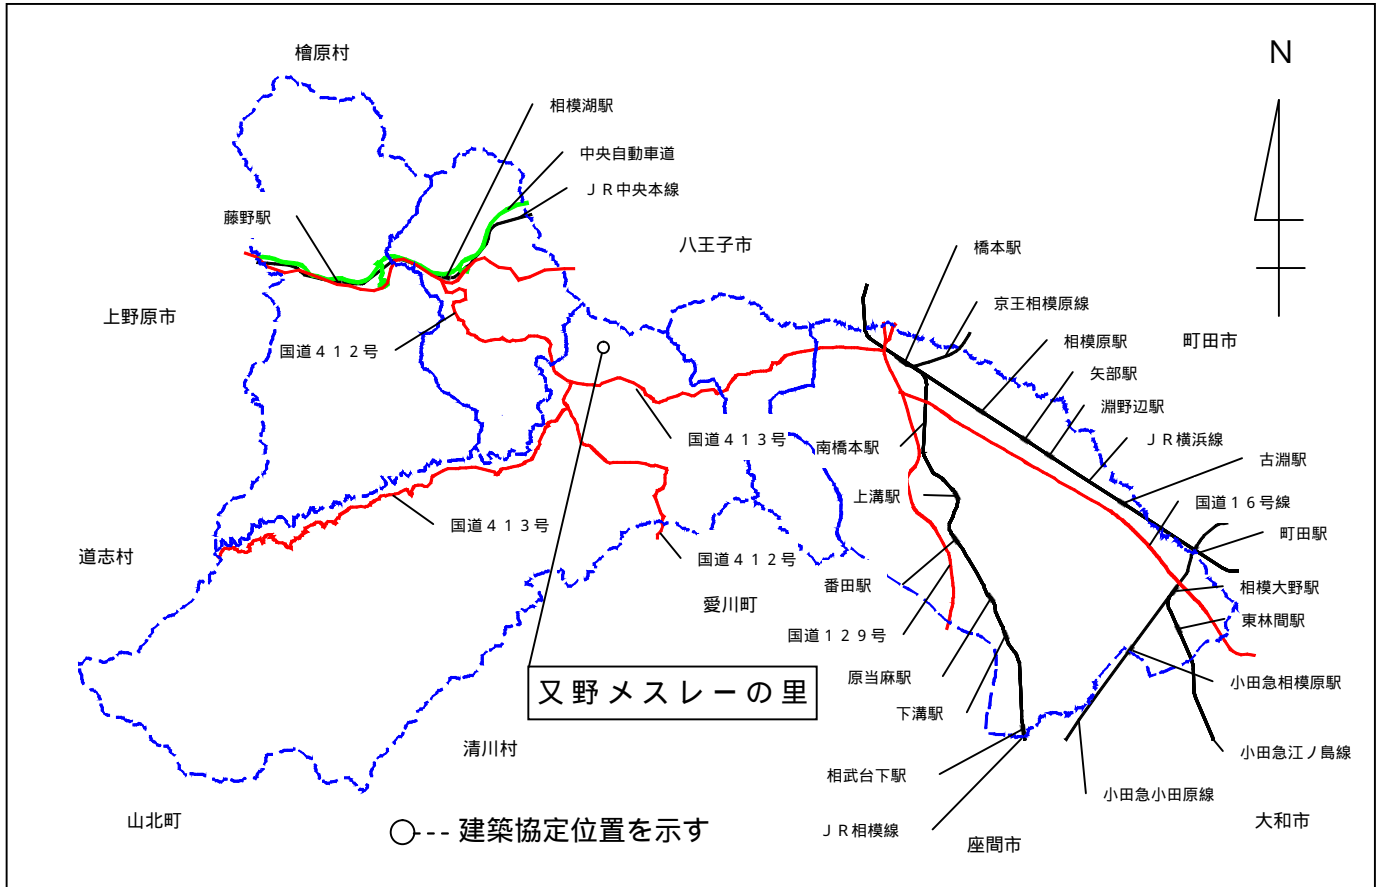 檜原村
N
相模湖駅
中央自動車道
ＪＲ中央本線
藤野駅
八王子市
橋本駅
京王相模原線
上野原市
相模原駅
町田市
国道４１２号
矢部駅
淵野辺駅
国道４１３号
南橋本駅
ＪＲ横浜線
古淵駅
上溝駅
国道１６号線
国道４１３号
町田駅
道志村
国道４１２号
番田駅
相模大野駅
愛川町
東林間駅
国道１２９号
原当麻駅
小田急相模原駅
又野メスレーの里
下溝駅
清川村
小田急江ノ島線
相武台下駅
小田急小田原線
山北町
建築協定位置を示す
ＪＲ相模線
大和市
座間市